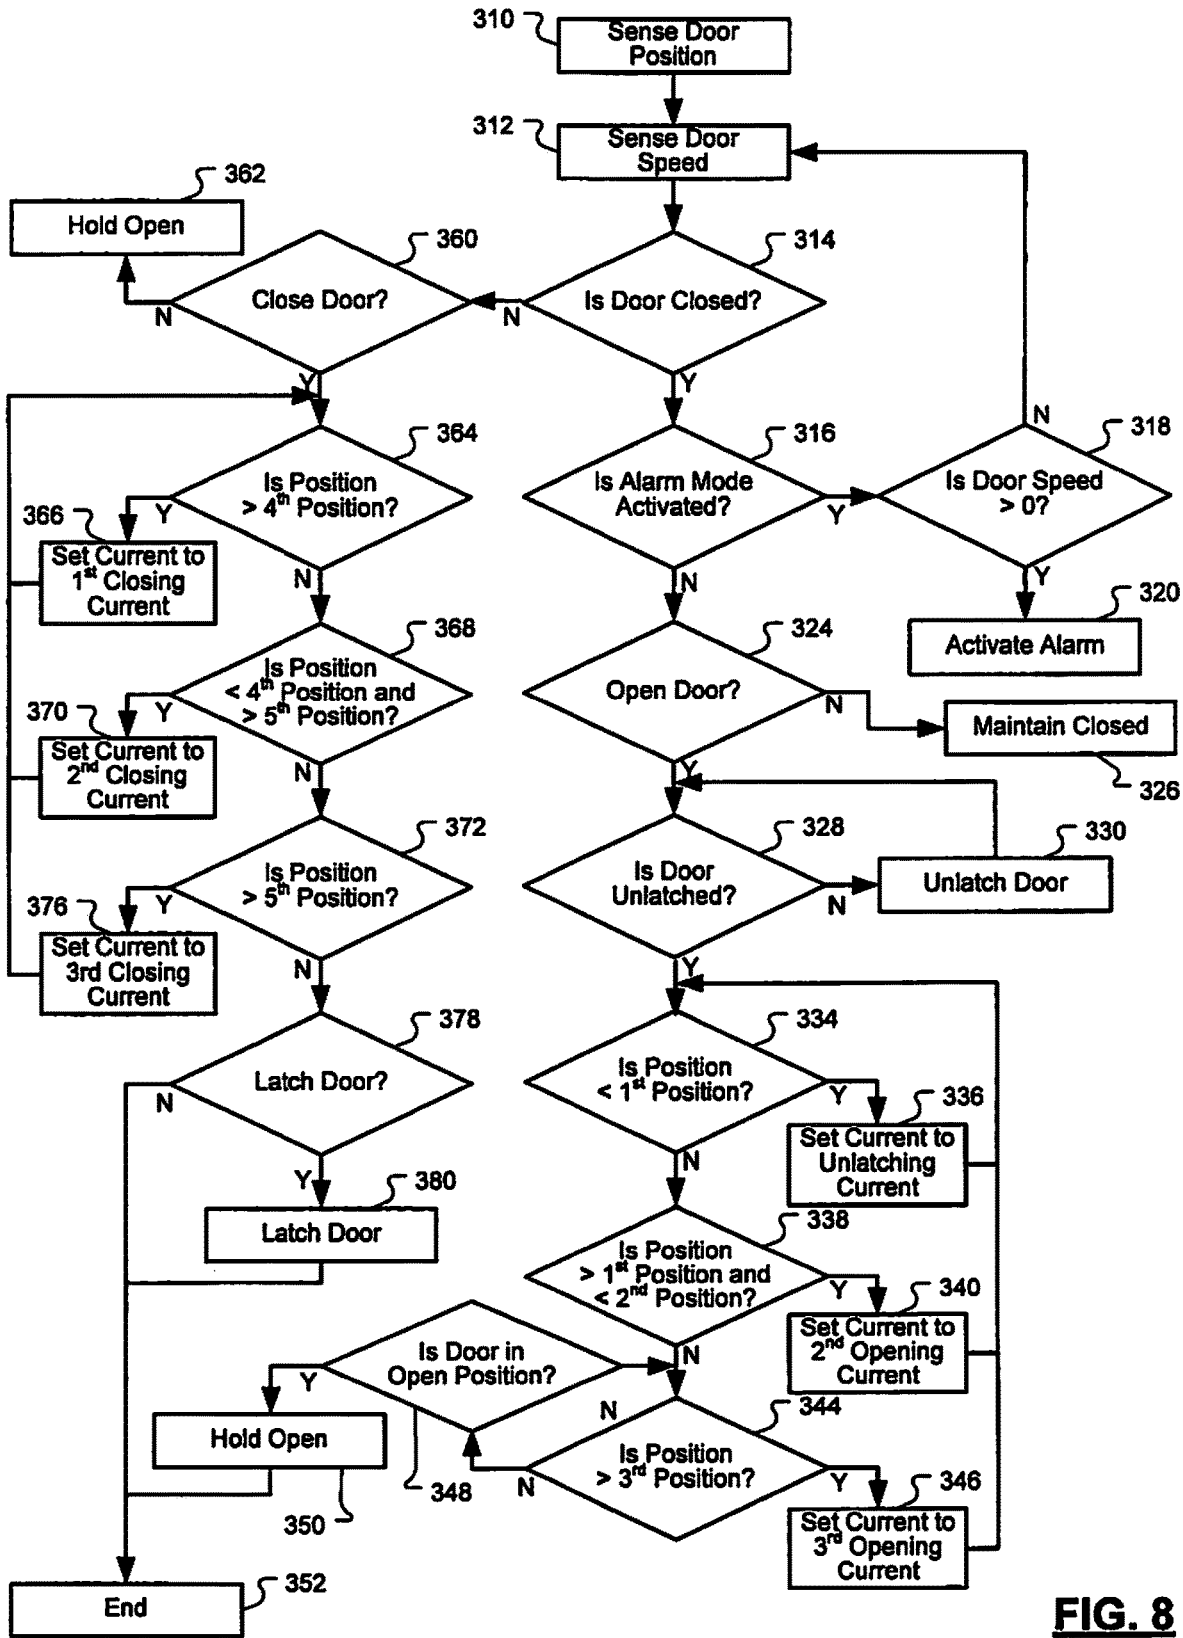 310
Sense Door
Position
312
Sense Door
Speed
362
Hold Open
360
Close Door?
N
Y
314
Is Door Closed?
N
Y
316
Is Alarm Mode
Activated?
Y
N
318
Is Door Speed
> 0?
N
Y
320
Activate Alarm
364
Is Position
> 4th Position?
Y
N
366
Set Current to
1st Closing
Current
324
Open Door?
N
Y
Maintain Closed
326
368
Is Position
< 4th Position and
> 5th Position?
Y
N
370
Set Current to
2nd Closing
Current
328
Is Door
Unlatched?
N
Y
330
Unlatch Door
372
Is Position
> 5th Position?
Y
N
376
Set Current to
3rd Closing
Current
334
Is Position
< 1st Position?
Y
N
336
Set Current to
Unlatching
Current
378
Latch Door?
N
Y
380
Latch Door
338
Is Position
> 1st Position and
< 2nd Position?
Y
N
340
Set Current to
2nd Opening
Current
Is Door in
Open Position?
Y
N
348
Hold Open
350
344
Is Position
> 3rd Position?
N
Y
346
Set Current to
3rd Opening
Current
352
End
FIG. 8